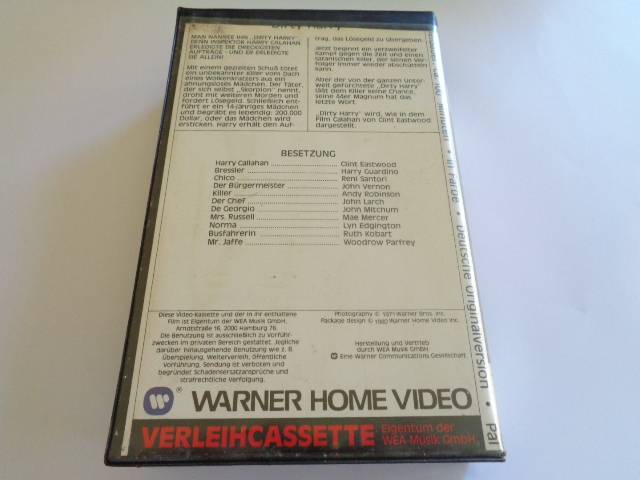 Dirty Harry
MAN NANNTE IHN „DIRTY HARRY",
DENN INSPEKTOR HARRY CALAHAN
ERLEDIGTE DIE DRECKIGSTEN
AUFTRÄGE - UND ER ERLEDIGTE
SIE ALLEIN!
Mit einem gezielten Schuß tötet
ein unbekannter Killer vom Dach
eines Wolkenkratzers aus ein
ahnungsloses Mädchen. Der Täter,
der sich selbst „Skorpion" nennt,
droht mit weiteren Morden und
fordert Lösegeld. Schließlich ent-
führt er ein 14-jähriges Mädchen
und begräbt es lebendig: 200.000
Dollar, oder das Mädchen wird
ersticken. Harry erhält den Auf-
trag, das Lösegeld zu übergeben.
Jetzt beginnt ein verzweifelter
Kampf gegen die Zeit und einen
satanischen Killer, der seinen Ver-
folger immer wieder abschütteln
kann.
Aber der von der ganzen Unter-
welt gefürchtete „Dirty Harry"
läßt dem Killer keine Chance,
seine 44er Magnum hat das
letzte Wort.
„Dirty Harry" wird, wie in dem
Film Calahan von Clint Eastwood
dargestellt.
BESETZUNG
Harry Callahan Clint Eastwood
Bressler Harry Guardino
Chico Reni Santori
Der Bürgermeister John Vernon
Killer Andy Robinson
Der Chef John Larch
De Georgio John Mitchum
Mrs. Russell Mae Mercer
Norma Lyn Edgington
Busfahrerin Ruth Kobart
Mr. Jaffe Woodrow Parfrey
Diese Video-Kassette und der in ihr enthaltene
Film ist Eigentum der WEA Musik GmbH,
Arndtstraße 16, 2000 Hamburg 76.
Die Benutzung ist ausschließlich zu Vorführ-
zwecken im privaten Bereich gestattet. Jegliche
darüber hinausgehende Benutzung wie z. B.
Überspielung, Weiterverleih, öffentliche
Vorführung, Sendung ist verboten und
begründet Schadensersatzansprüche und
strafrechtliche Verfolgung.
Photography © 1971 Warner Bros. Inc.
Package design © 1980 Warner Home Video Inc.
Herstellung und Vertrieb
durch WEA Musik GmbH
Eine Warner Communications Gesellschaft
® WARNER HOME VIDEO
VERLEIHCASSETTE
Eigentum der
WEA-Musik GmbH
Minuten • In Farbe • Deutsche Originalversion • Pal